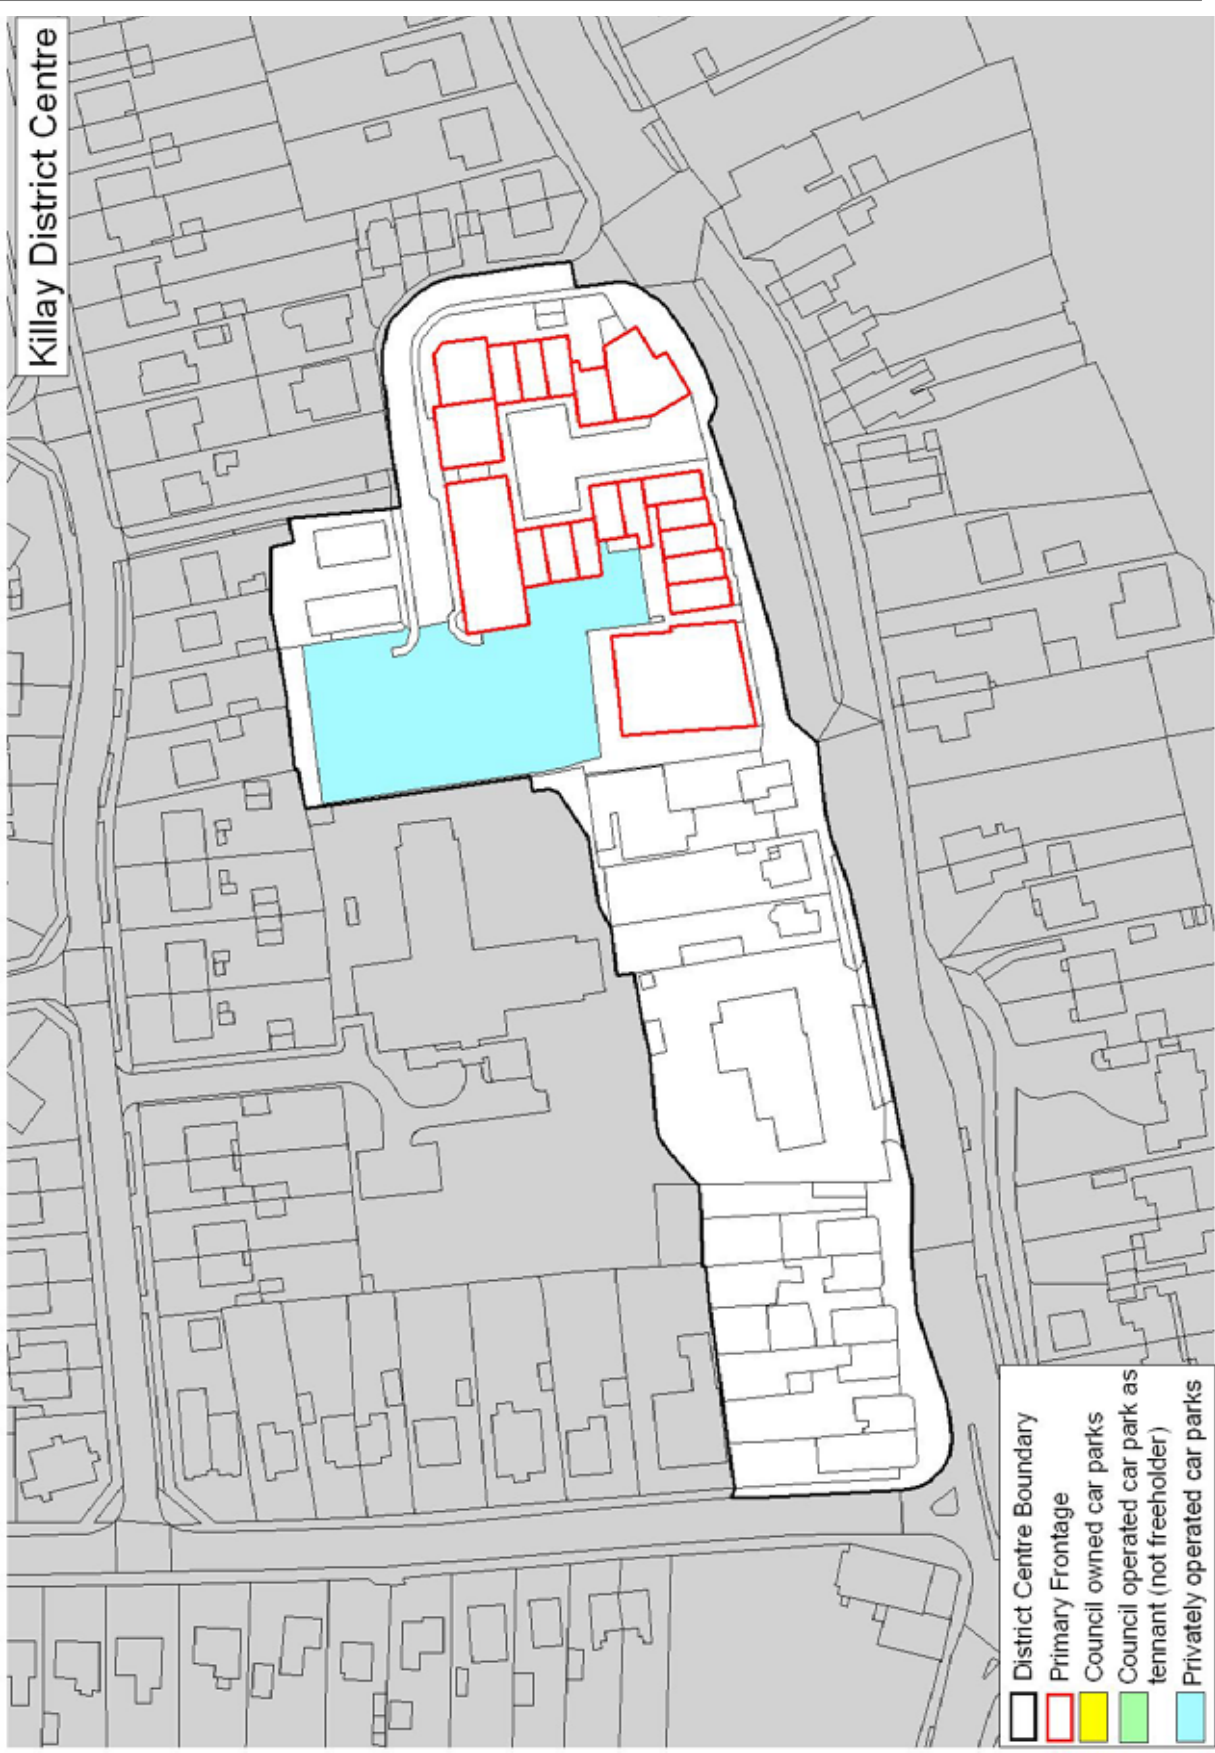 Killay District Centre
District Centre Boundary
Primary Frontage
Council owned car parks
Council operated car park as
tennant (not freeholder)
Privately operated car parks